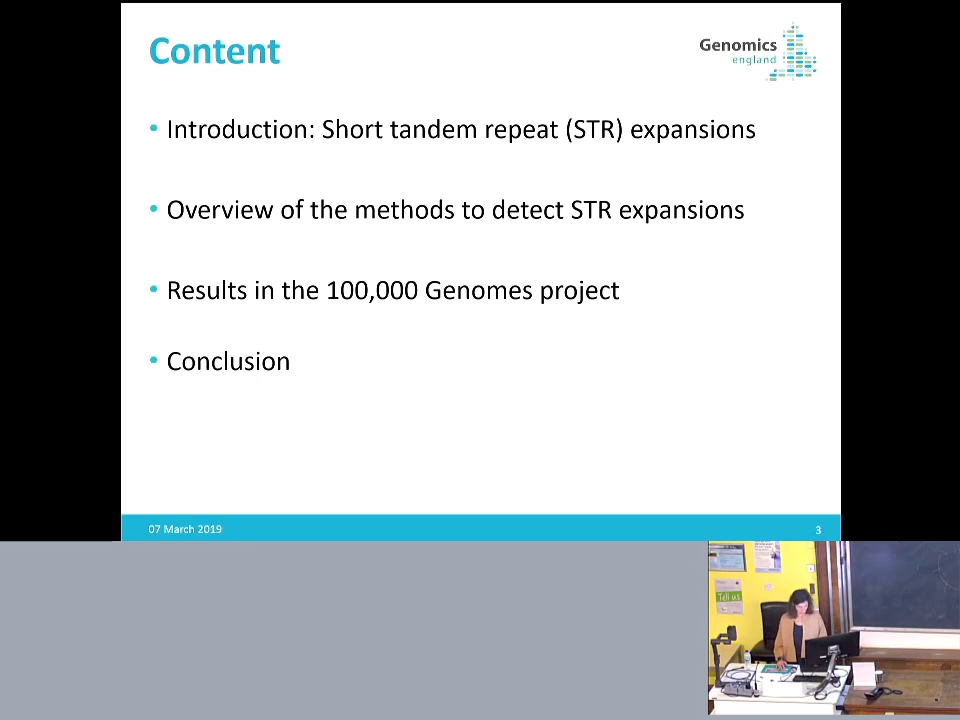 Content
Genomics
england
• Introduction: Short tandem repeat (STR) expansions
• Overview of the methods to detect STR expansions
• Results in the 100,000 Genomes project
• Conclusion
07 March 2019
3
Tell us